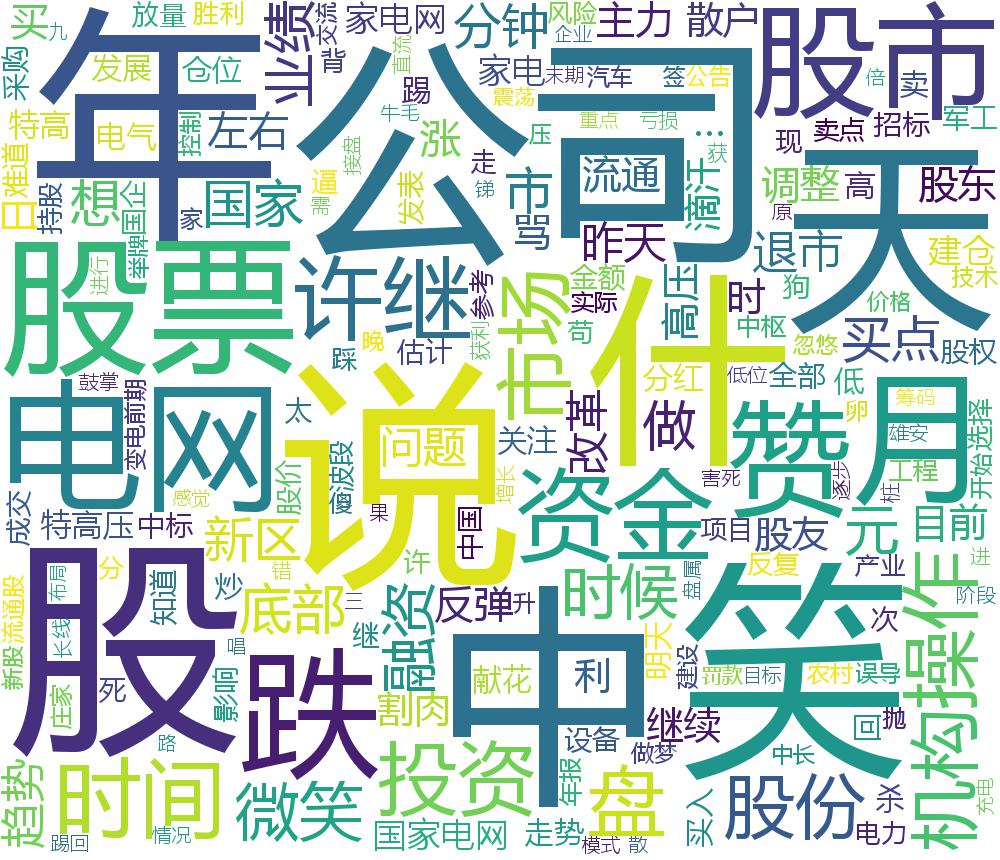 买
九
放量
胜利
业绩
交流
家电网
风险
企业
分钟
主力
散户
股市
采购
年
发展
仓位
背
直流
公司
家电
末期
汽车
签
公告
倍
卖
特高
电气
控制
左右
踢
牛毛
震荡
重点
亏损
…
获
现
卖点
招标
军工
难道
接盘
涨
走
压
流通
滴汗
调整
高
股东
日
持股
想
国企
家
国家
逼
需
发表
锑
市
骂
昨天
原
天
退市
建仓
技术
举牌
进行
股票
许继
参考
获利
市场
金额
实际
苟
高压
时
狗
中枢
忽悠
价格
买点
股权
踩
晚
估计
什
分红
低位
全部
低
卵
筹码
鼓掌
变电
前期
太
说
问题
关注
改革
做
赞
月
雄安
工程
开始
选择
电网
成交
感觉
股价
波段
果
增长
中国
资金
害死
逐步
桩
特高压
中标
新区
许
项目
股友
元
目前
新股
流通股
布局
分
知道
炒
错
底部
三
继
融资
反弹
升
时候
盘属
反复
产业
进
阶段
股
长线
庄家
死
影响
唱
跌
献花
中
利
明天
建设
罚款
目标
笑
农村
次
误导
操作
机构
路
割肉
继续
回
抛
趋势
时间
微笑
投资
设备
年报
做梦
盘
中长
买入
股份
杀
充电
踢回
情况
国家电网
走势
模式
散
电力